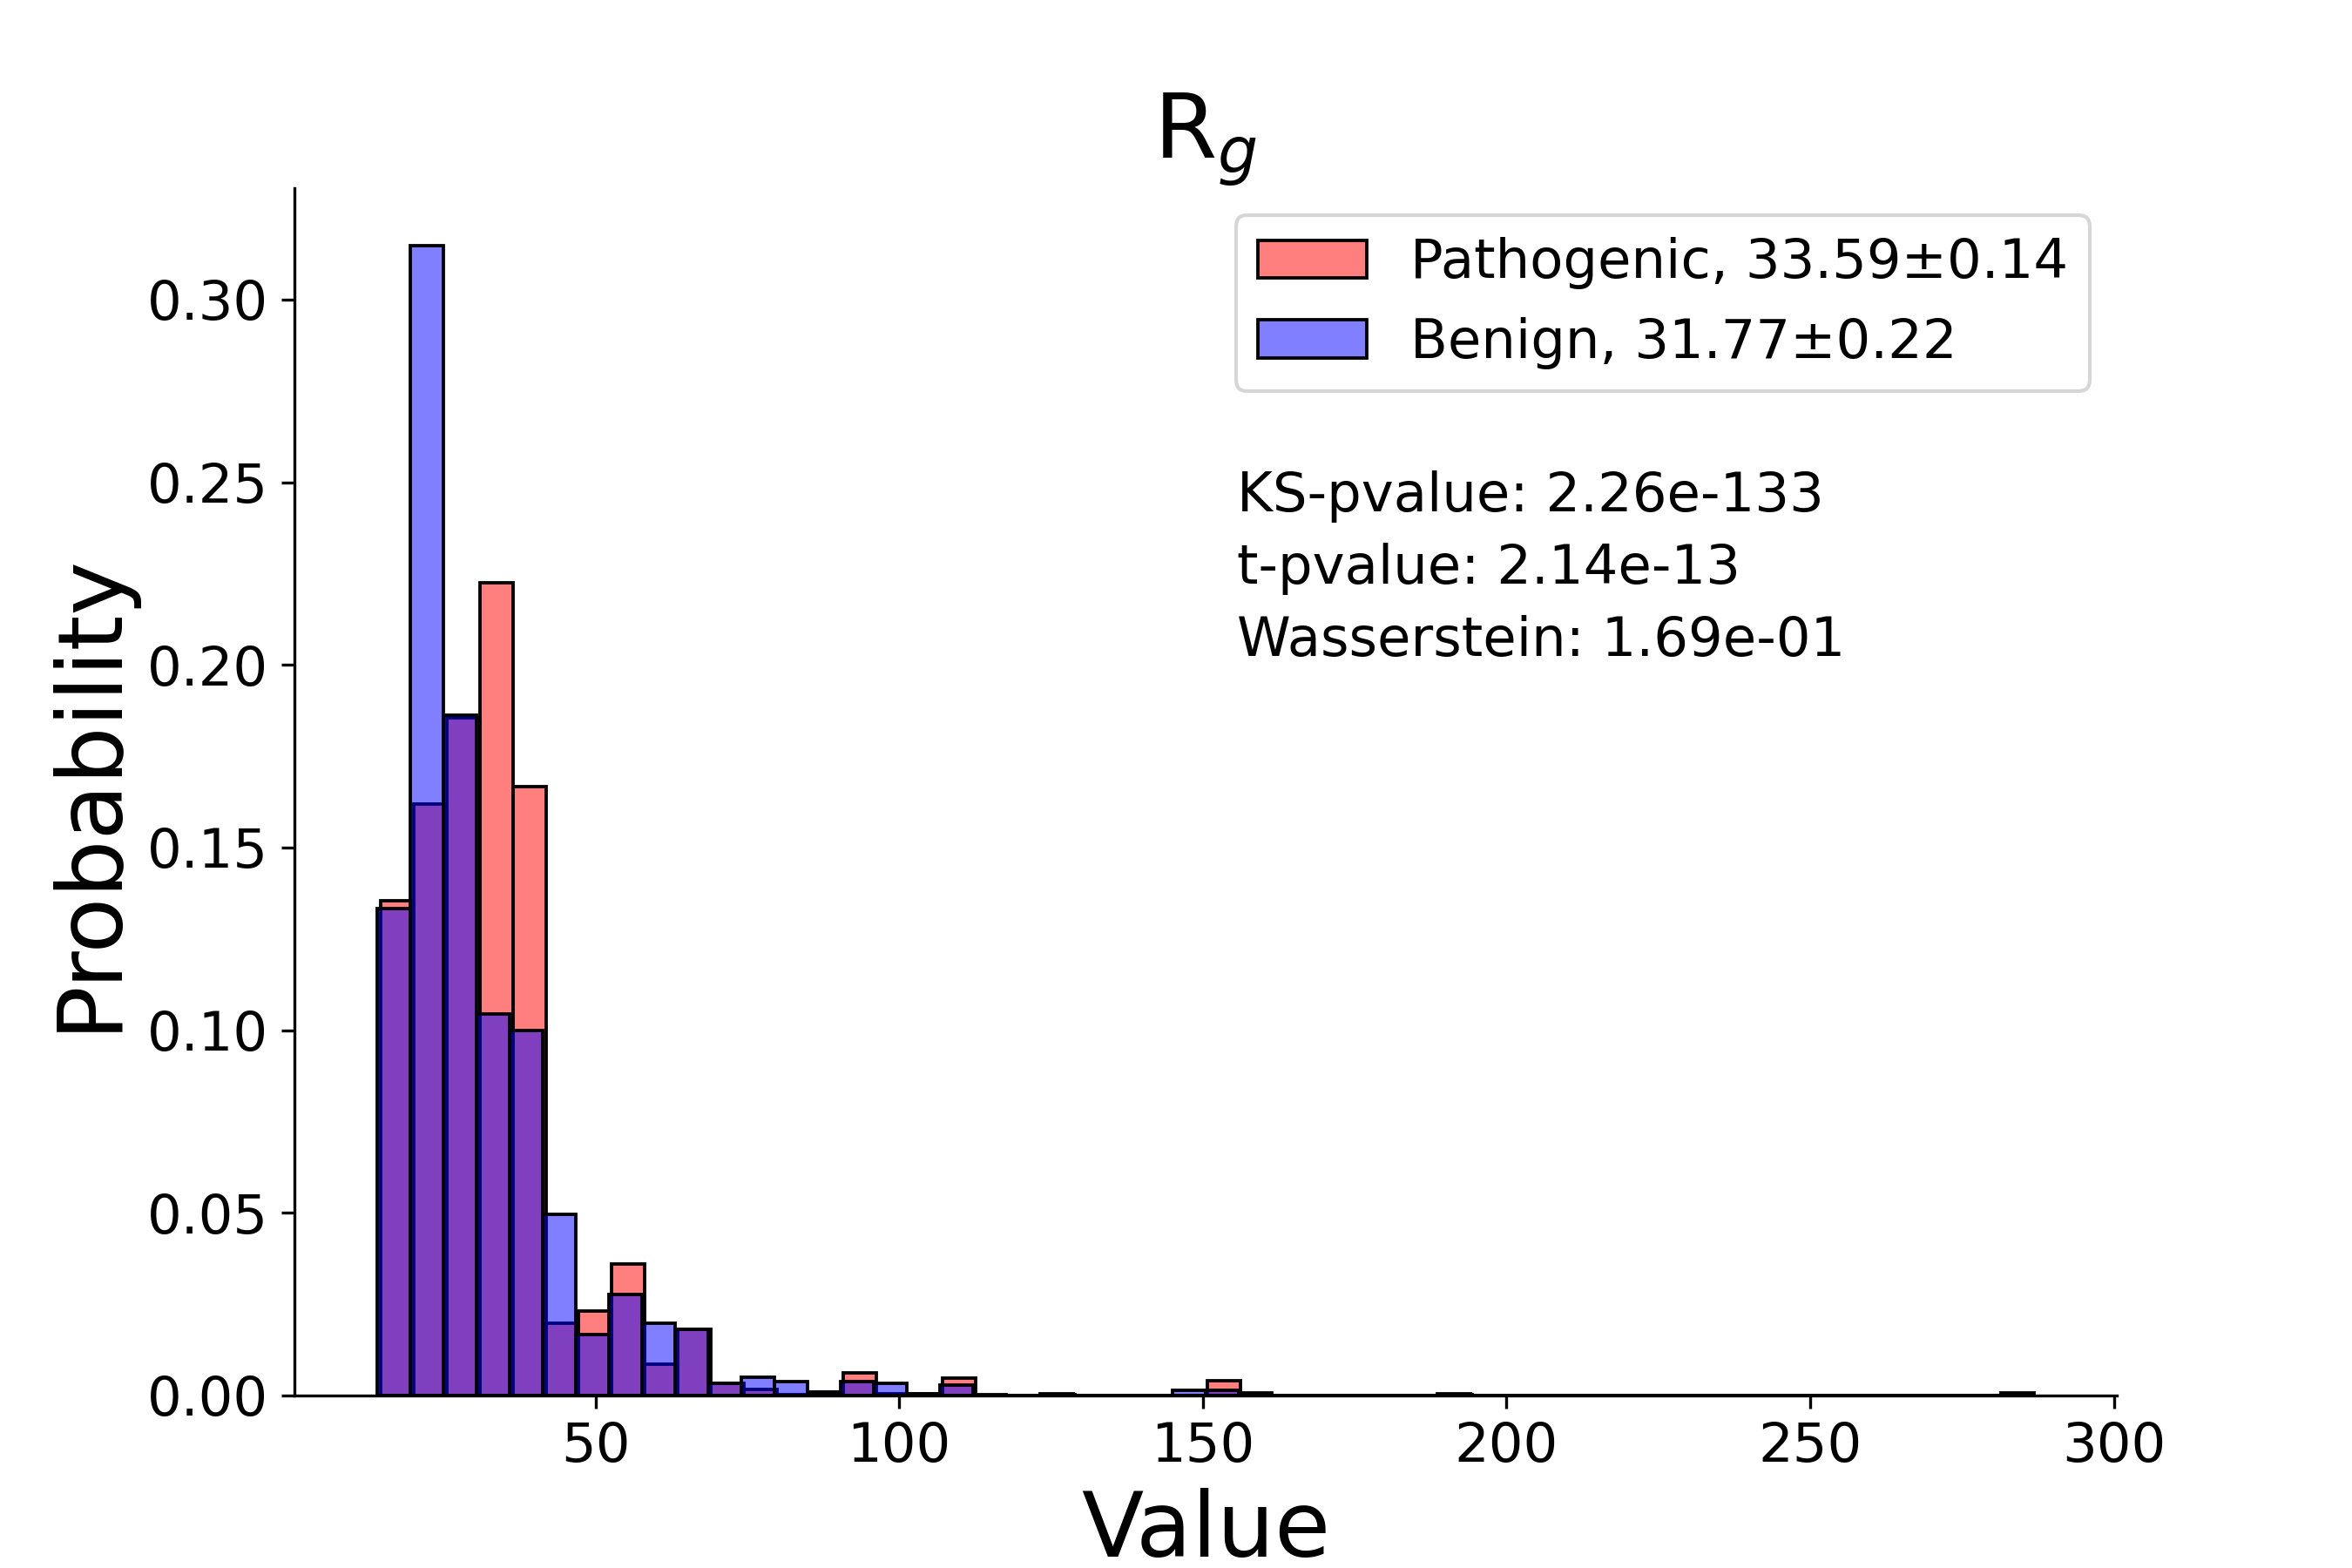 R_g
Pathogenic, 33.59±0.14
Benign, 31.77±0.22
KS-pvalue: 2.26e-133
t-pvalue: 2.14e-13
Wasserstein: 1.69e-01
Probability
0.30
0.25
0.20
0.15
0.10
0.05
0.00
50 100 150 200 250 300
Value